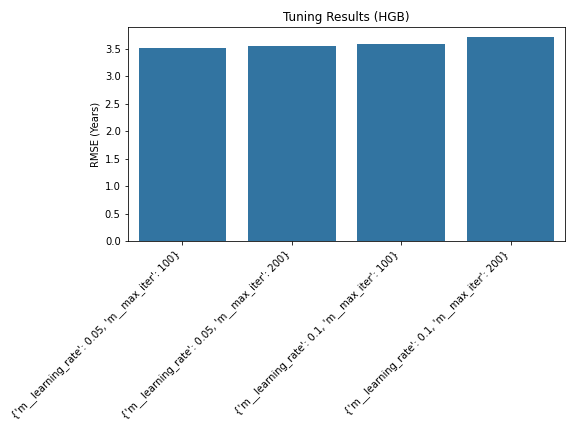 Tuning Results (HGB)
RMSE (Years)
3.5
3.0
2.5
2.0
1.5
1.0
0.5
0.0
{'m__learning_rate': 0.05, 'm__max_iter': 100}
{'m__learning_rate': 0.05, 'm__max_iter': 200}
{'m__learning_rate': 0.1, 'm__max_iter': 100}
{'m__learning_rate': 0.1, 'm__max_iter': 200}